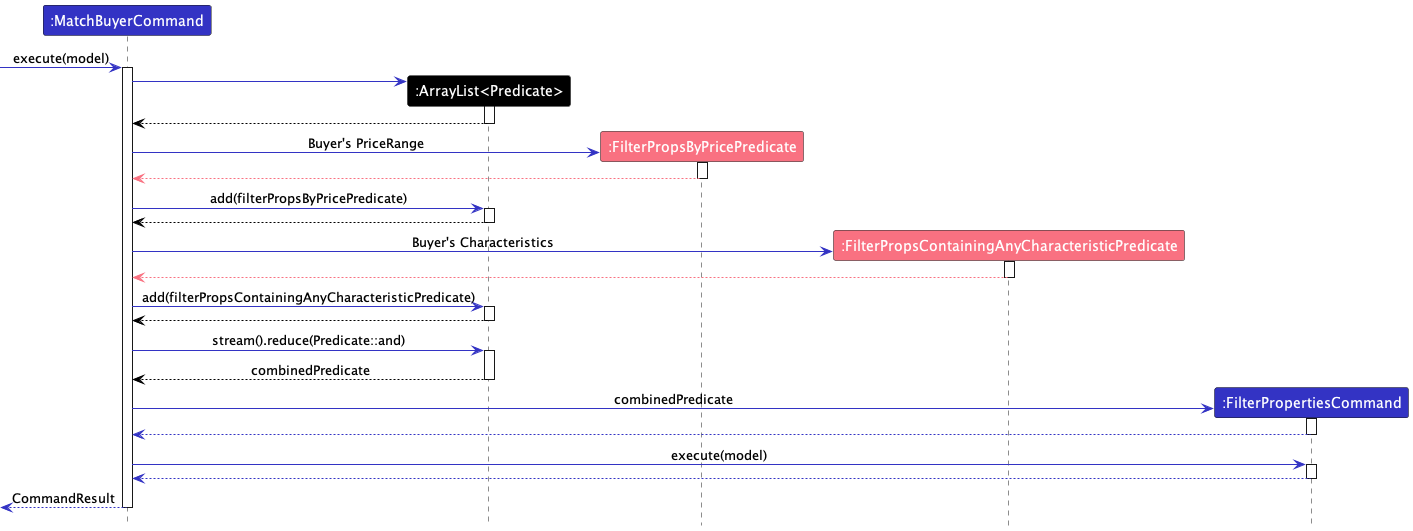 :MatchBuyerCommand
execute(model)
:ArrayList<Predicate>
Buyer's PriceRange
:FilterPropsByPricePredicate
add(filterPropsByPricePredicate)
Buyer's Characteristics
:FilterPropsContainingAnyCharacteristicPredicate
add(filterPropsContainingAnyCharacteristicPredicate)
stream().reduce(Predicate::and)
combinedPredicate
combinedPredicate
:FilterPropertiesCommand
execute(model)
CommandResult